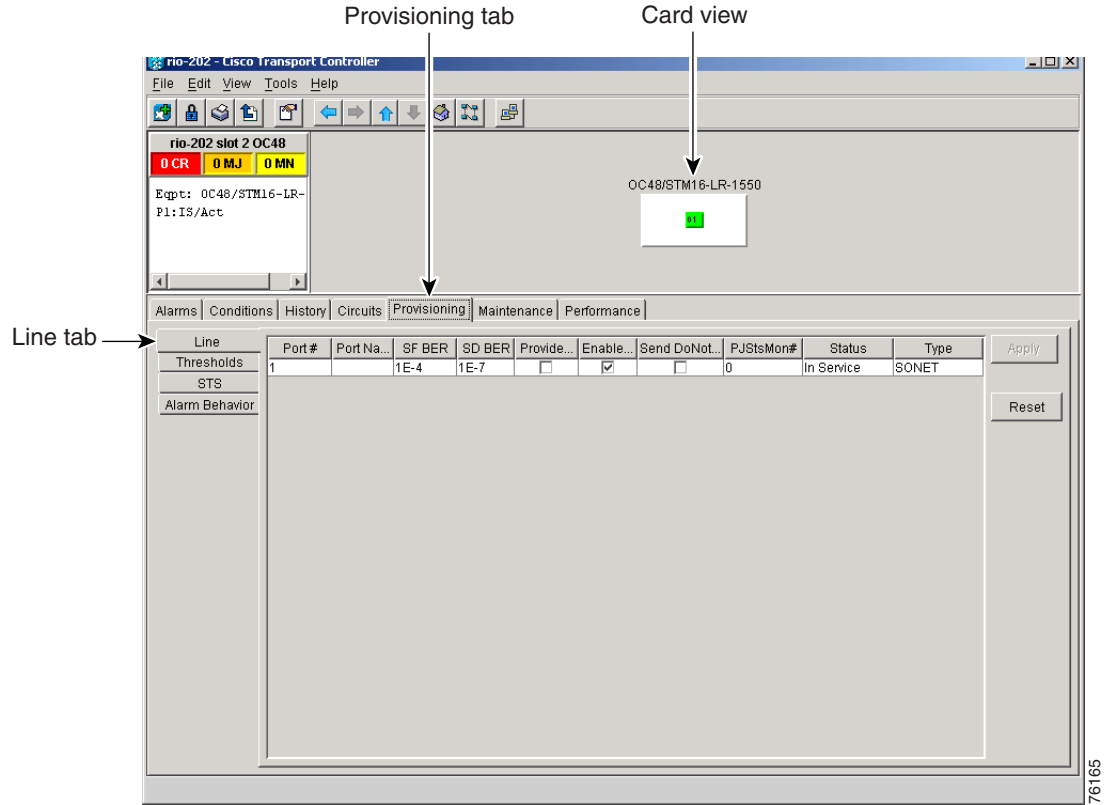 Provisioning tab Card view
rio-202 - Cisco Transport Controller
File Edit View Tools Help
rio-202 slot 2 OC48
0 CR 0 MJ 0 MN
Eqpt: OC48/STM16-LR-
Pl:IS/Act
OC48/STM16-LR-1550
01
Alarms Conditions History Circuits Provisioning Maintenance Performance
Line tab
Line
Thresholds
STS
Alarm Behavior
Port # Port Na... SF BER SD BER Provide... Enable... Send DoNot... PJStsMon# Status Type
1 1E-4 1E-7 0 In Service SONET
Apply
Reset
76165